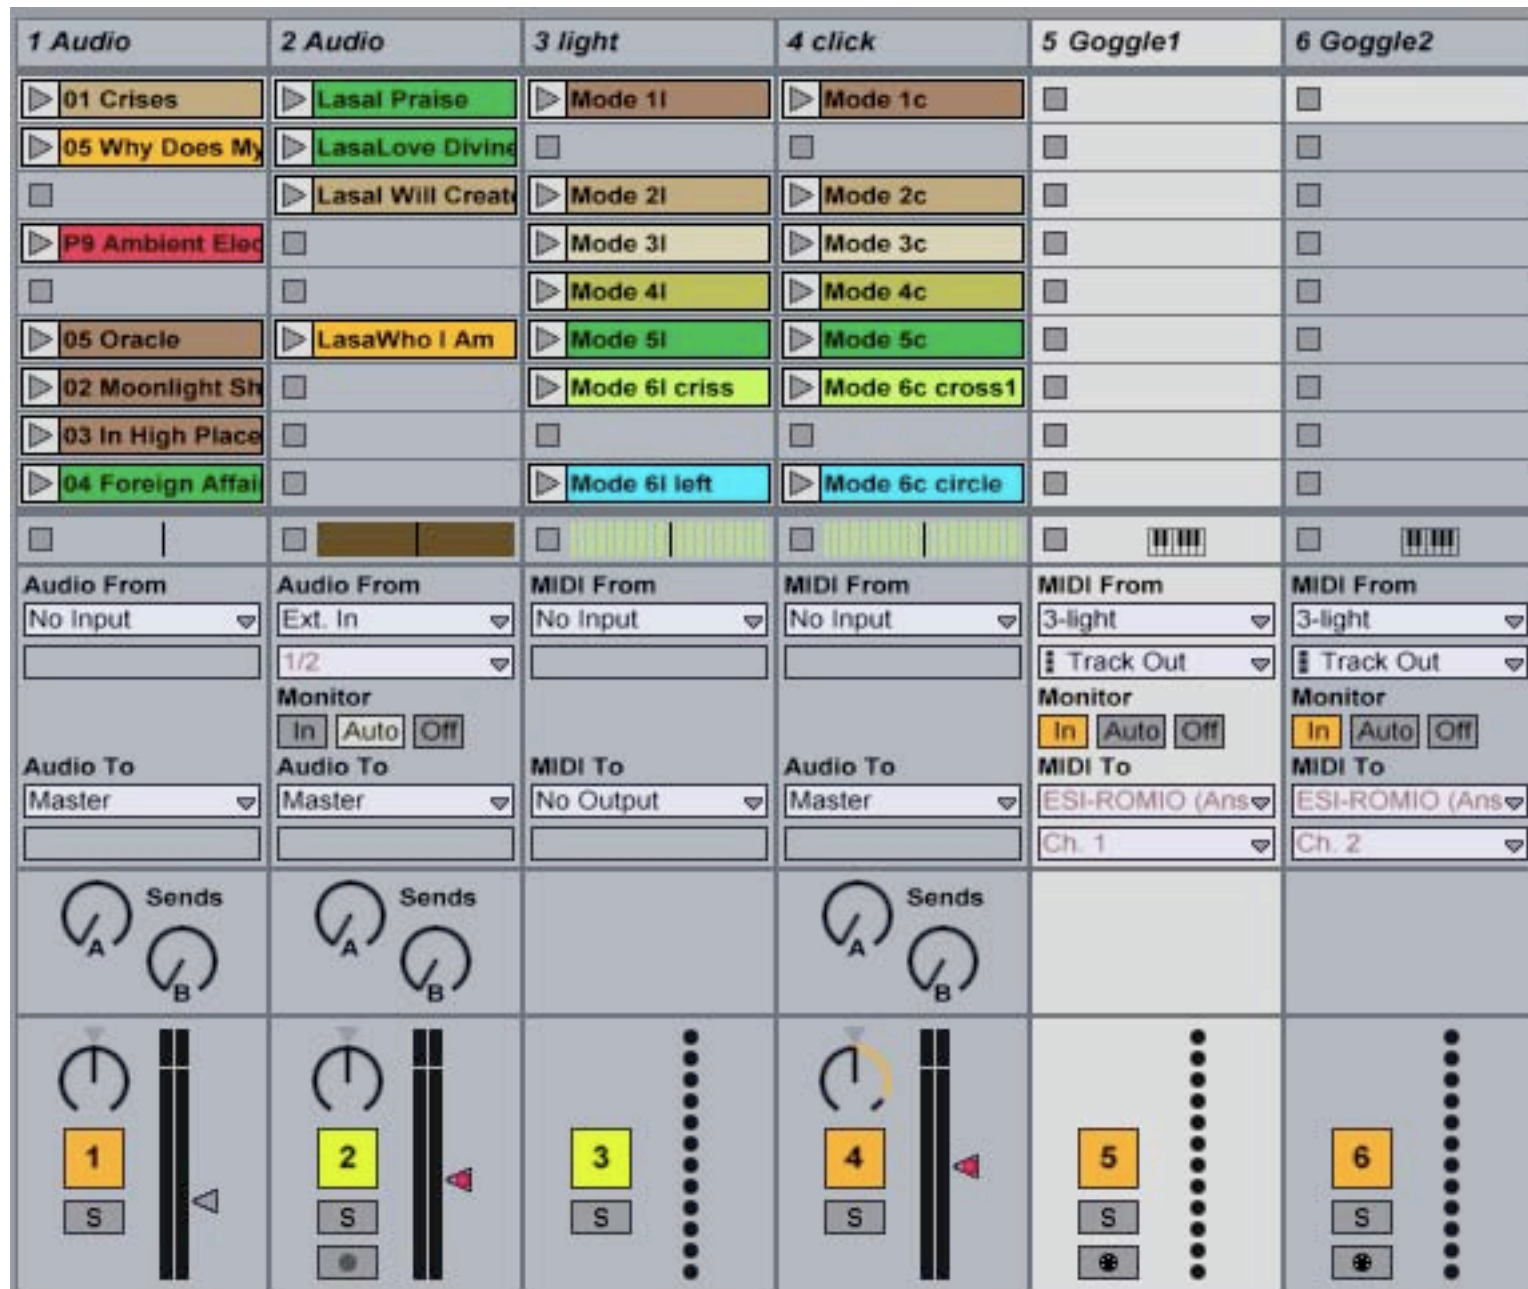 1 Audio 2 Audio 3 light 4 click 5 Goggle1 6 Goggle2
01 Crises Lasal Praise Mode 1l Mode 1c
05 Why Does My LasaLove Divine
Lasal Will Create Mode 2l Mode 2c
P9 Ambient Elec Mode 3l Mode 3c
Mode 4l Mode 4c
05 Oracle LasaWho I Am Mode 5l Mode 5c
02 Moonlight Sh Mode 6l criss Mode 6c cross1
03 In High Place
04 Foreign Affai Mode 6l left Mode 6c circle
Audio From Audio From MIDI From MIDI From MIDI From MIDI From
No Input Ext. In No Input No Input 3-light 3-light
1/2 Track Out Track Out
Monitor Monitor Monitor
In Auto Off In Auto Off In Auto Off
Audio To Audio To MIDI To Audio To MIDI To MIDI To
Master Master No Output Master ESI-ROMIO (Ans ESI-ROMIO (Ans
Ch. 1 Ch. 2
Sends Sends Sends
A A A
B B B
1 2 3 4 5 6
S S S S S S